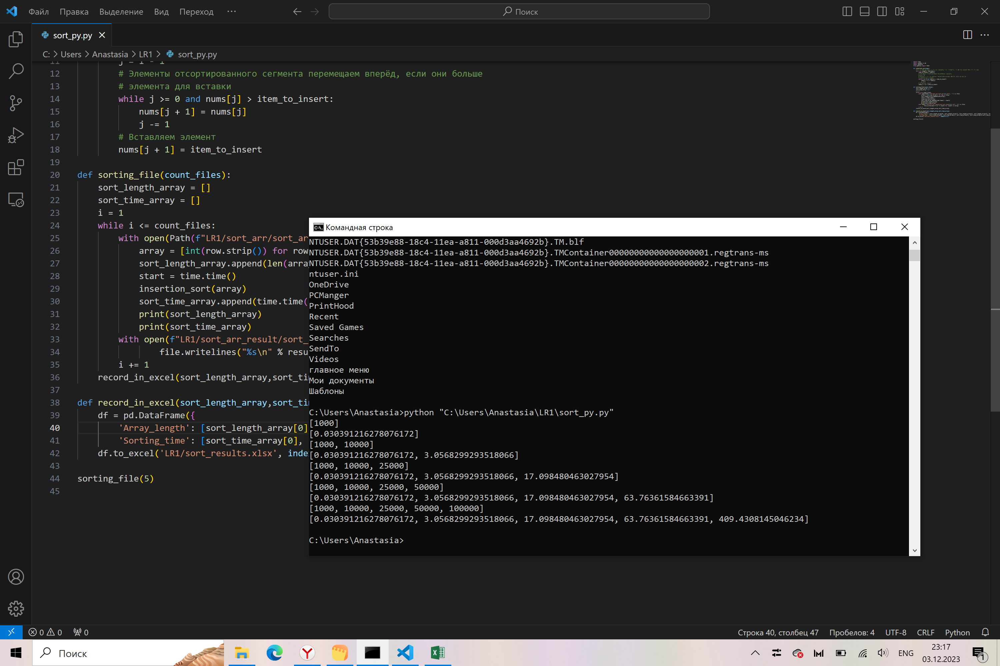 Файл Правка Выделение Вид Переход ··· Поиск
sort_py.py
C: > Users > Anastasia > LR1 > sort_py.py
12 # Элементы отсортированного сегмента перемещаем вперёд, если они больше
13 # элемента для вставки
14 while j >= 0 and nums[j] > item_to_insert:
15 nums[j + 1] = nums[j]
16 j -= 1
17 # Вставляем элемент
18 nums[j + 1] = item_to_insert
19
20 def sorting_file(count_files):
21 sort_length_array = []
22 sort_time_array = []
23 i = 1
24 while i <= count_files:
25 with open(Path(f"LR1/sort_arr/sort_ar
26 array = [int(row.strip()) for row
27 sort_length_array.append(len(arra
28 start = time.time()
29 insertion_sort(array)
30 sort_time_array.append(time.time(
31 print(sort_length_array)
32 print(sort_time_array)
33 with open(f"LR1/sort_arr_result/sort_
34 file.writelines("%s\n" % resu
35 i += 1
36 record_in_excel(sort_length_array,sort_ti
37
38 def record_in_excel(sort_length_array,sort_ti
39 df = pd.DataFrame({
40 'Array_length': [sort_length_array[0]
41 'Sorting_time': [sort_time_array[0],
42 df.to_excel('LR1/sort_results.xlsx', inde
43
44 sorting_file(5)
45
Командная строка
NTUSER.DAT{53b39e88-18c4-11ea-a811-000d3aa4692b}.TM.blf
NTUSER.DAT{53b39e88-18c4-11ea-a811-000d3aa4692b}.TMContainer00000000000000000001.regtrans-ms
NTUSER.DAT{53b39e88-18c4-11ea-a811-000d3aa4692b}.TMContainer00000000000000000002.regtrans-ms
ntuser.ini
OneDrive
PCManger
PrintHood
Recent
Saved Games
Searches
SendTo
Videos
главное меню
Мои документы
Шаблоны
C:\Users\Anastasia>python "C:\Users\Anastasia\LR1\sort_py.py"
[1000]
[0.030391216278076172]
[1000, 10000]
[0.030391216278076172, 3.0568299293518066]
[1000, 10000, 25000]
[0.030391216278076172, 3.0568299293518066, 17.098480463027954]
[1000, 10000, 25000, 50000]
[0.030391216278076172, 3.0568299293518066, 17.098480463027954, 63.76361584663391]
[1000, 10000, 25000, 50000, 100000]
[0.030391216278076172, 3.0568299293518066, 17.098480463027954, 63.76361584663391, 409.4308145046234]
C:\Users\Anastasia>
0 0 0 Строка 40, столбец 47 Пробелов: 4 UTF-8 CRLF Python
Поиск ENG 23:17
03.12.2023 1